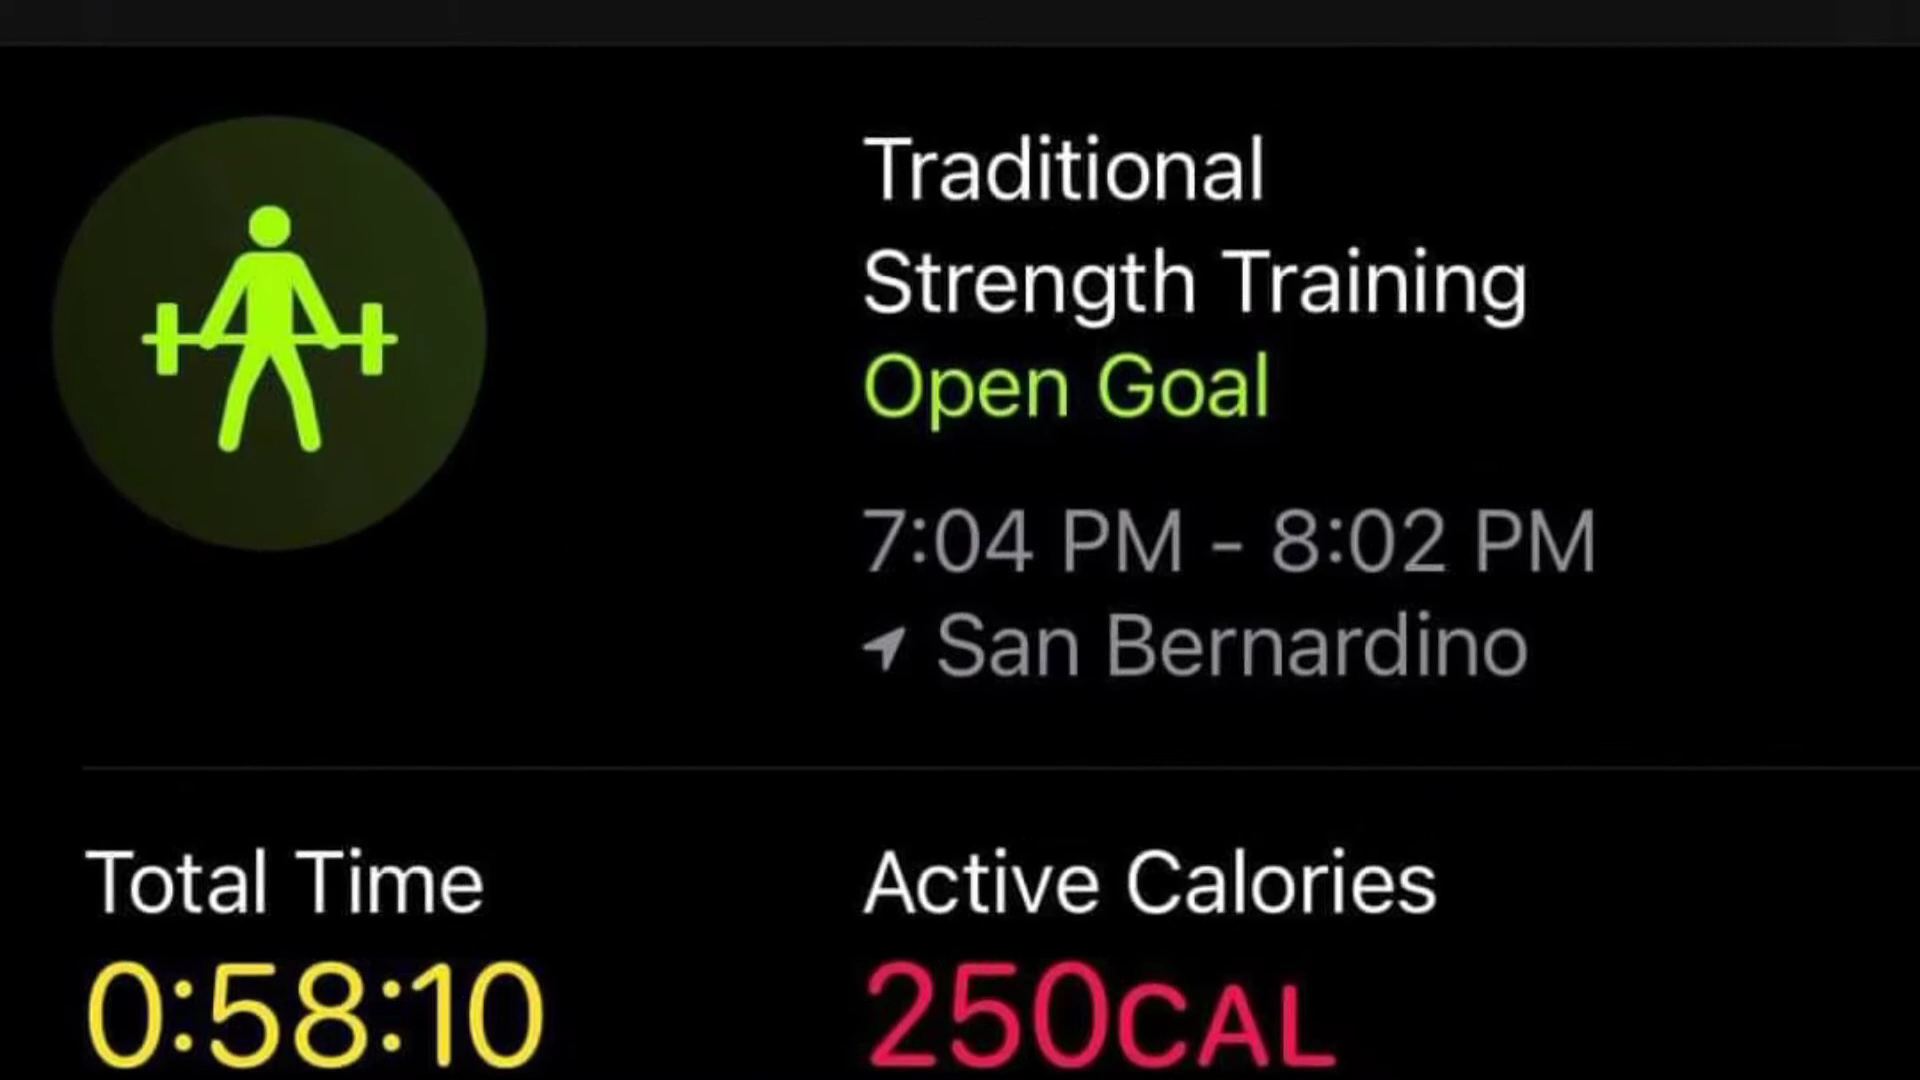 Traditional
Strength Training
Open Goal
7:04 PM - 8:02 PM
San Bernardino
Total Time
Active Calories
0:58:10
250CAL